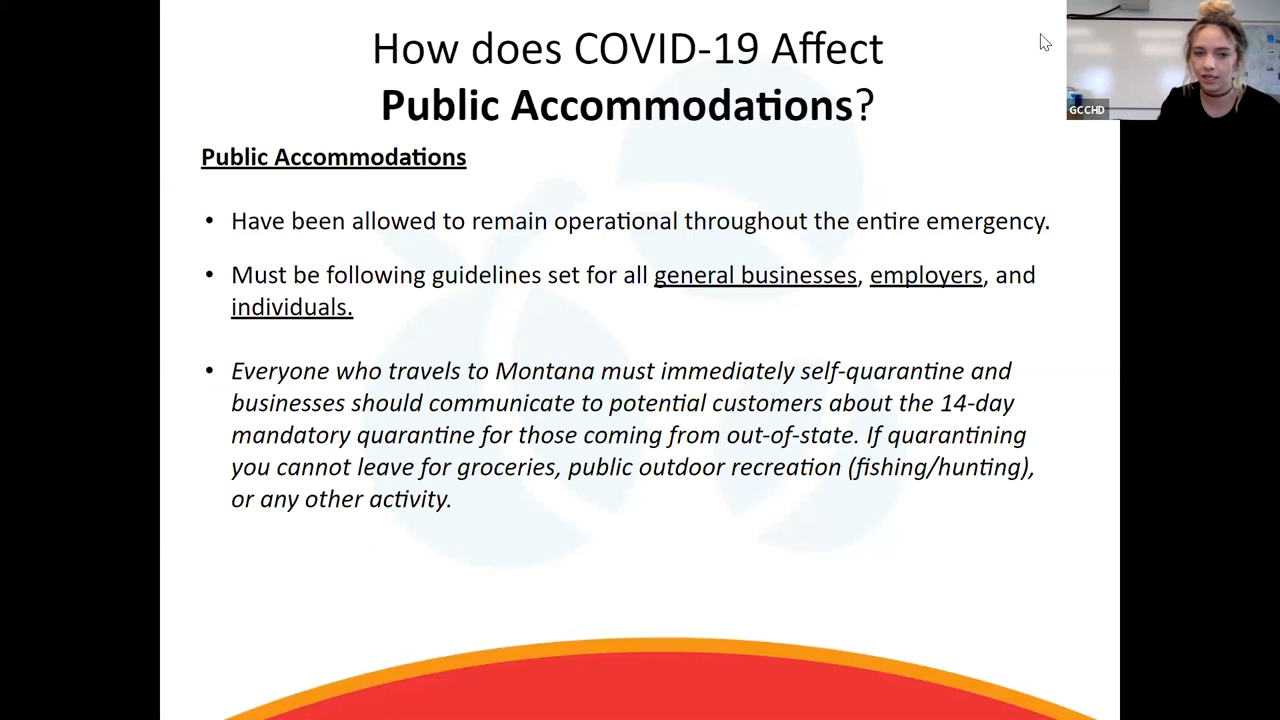 How does COVID-19 Affect
Public Accommodations?
GCCHD
Public Accommodations
• Have been allowed to remain operational throughout the entire emergency.
• Must be following guidelines set for all general businesses, employers, and
individuals.
• Everyone who travels to Montana must immediately self-quarantine and
businesses should communicate to potential customers about the 14-day
mandatory quarantine for those coming from out-of-state. If quarantining
you cannot leave for groceries, public outdoor recreation (fishing/hunting),
or any other activity.